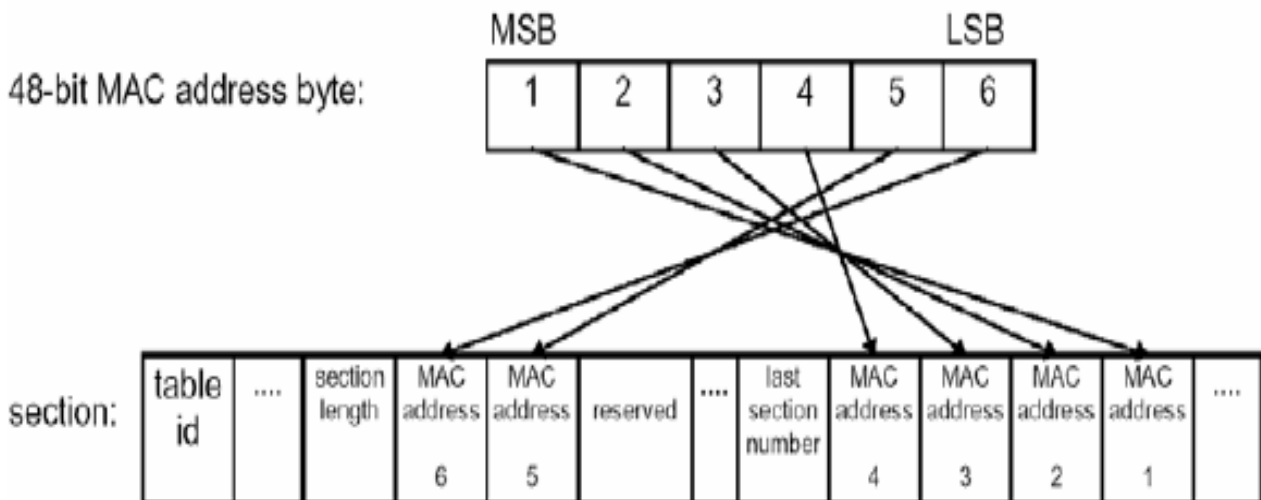 MSB LSB
48-bit MAC address byte: 1 2 3 4 5 6
section:
table
id
....
section
length
MAC
address
6
MAC
address
5
reserved
....
last
section
number
MAC
address
4
MAC
address
3
MAC
address
2
MAC
address
1
....